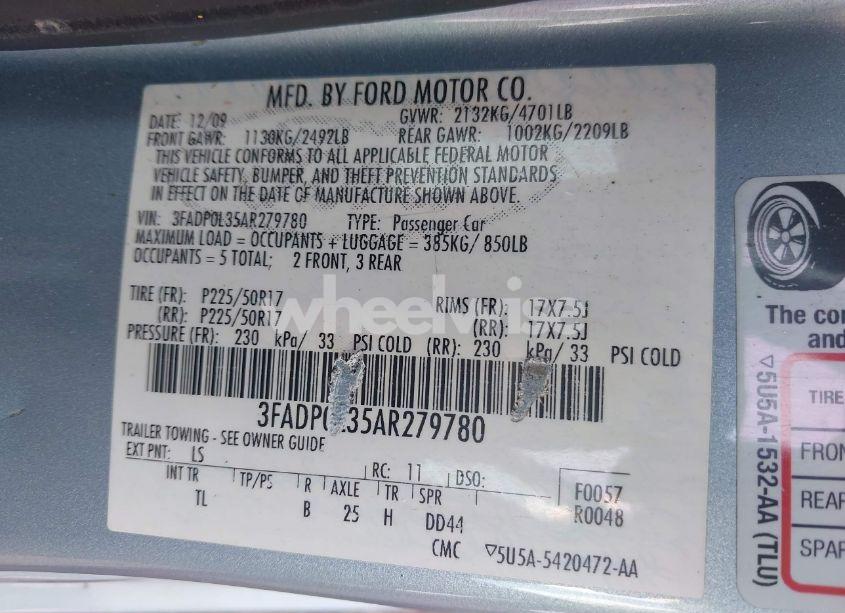 MFD. BY FORD MOTOR CO.
DATE: 12/09 GVWR: 2132KG/4701LB
FRONT GAWR: 1130KG/2492LB REAR GAWR: 1002KG/2209LB
THIS VEHICLE CONFORMS TO ALL APPLICABLE FEDERAL MOTOR
VEHICLE SAFETY, BUMPER, AND THEFT PREVENTION STANDARDS
IN EFFECT ON THE DATE OF MANUFACTURE SHOWN ABOVE.
VIN: 3FADP0L35AR279780 TYPE: Passenger Car
MAXIMUM LOAD = OCCUPANTS + LUGGAGE = 385KG/ 850LB
OCCUPANTS = 5 TOTAL; 2 FRONT, 3 REAR
TIRE (FR): P225/50R17 RIMS (FR): 17X7.5J
(RR): P225/50R17 (RR): 17X7.5J
PRESSURE (FR): 230 kPa/ 33 PSI COLD (RR): 230 kPa/ 33 PSI COLD
3FADP0L35AR279780
TRAILER TOWING - SEE OWNER GUIDE
EXT PNT: LS RC: 11 DSO: F0057
R0048
INT TR TP/PS R AXLE TR SPR
TL B 25 H DD44
CMC ▽5U5A-5420472-AA
wheelwise
The
and
TIRE
FRON
REAR
SPAR
▽5U5A-1532-AA (TLU)